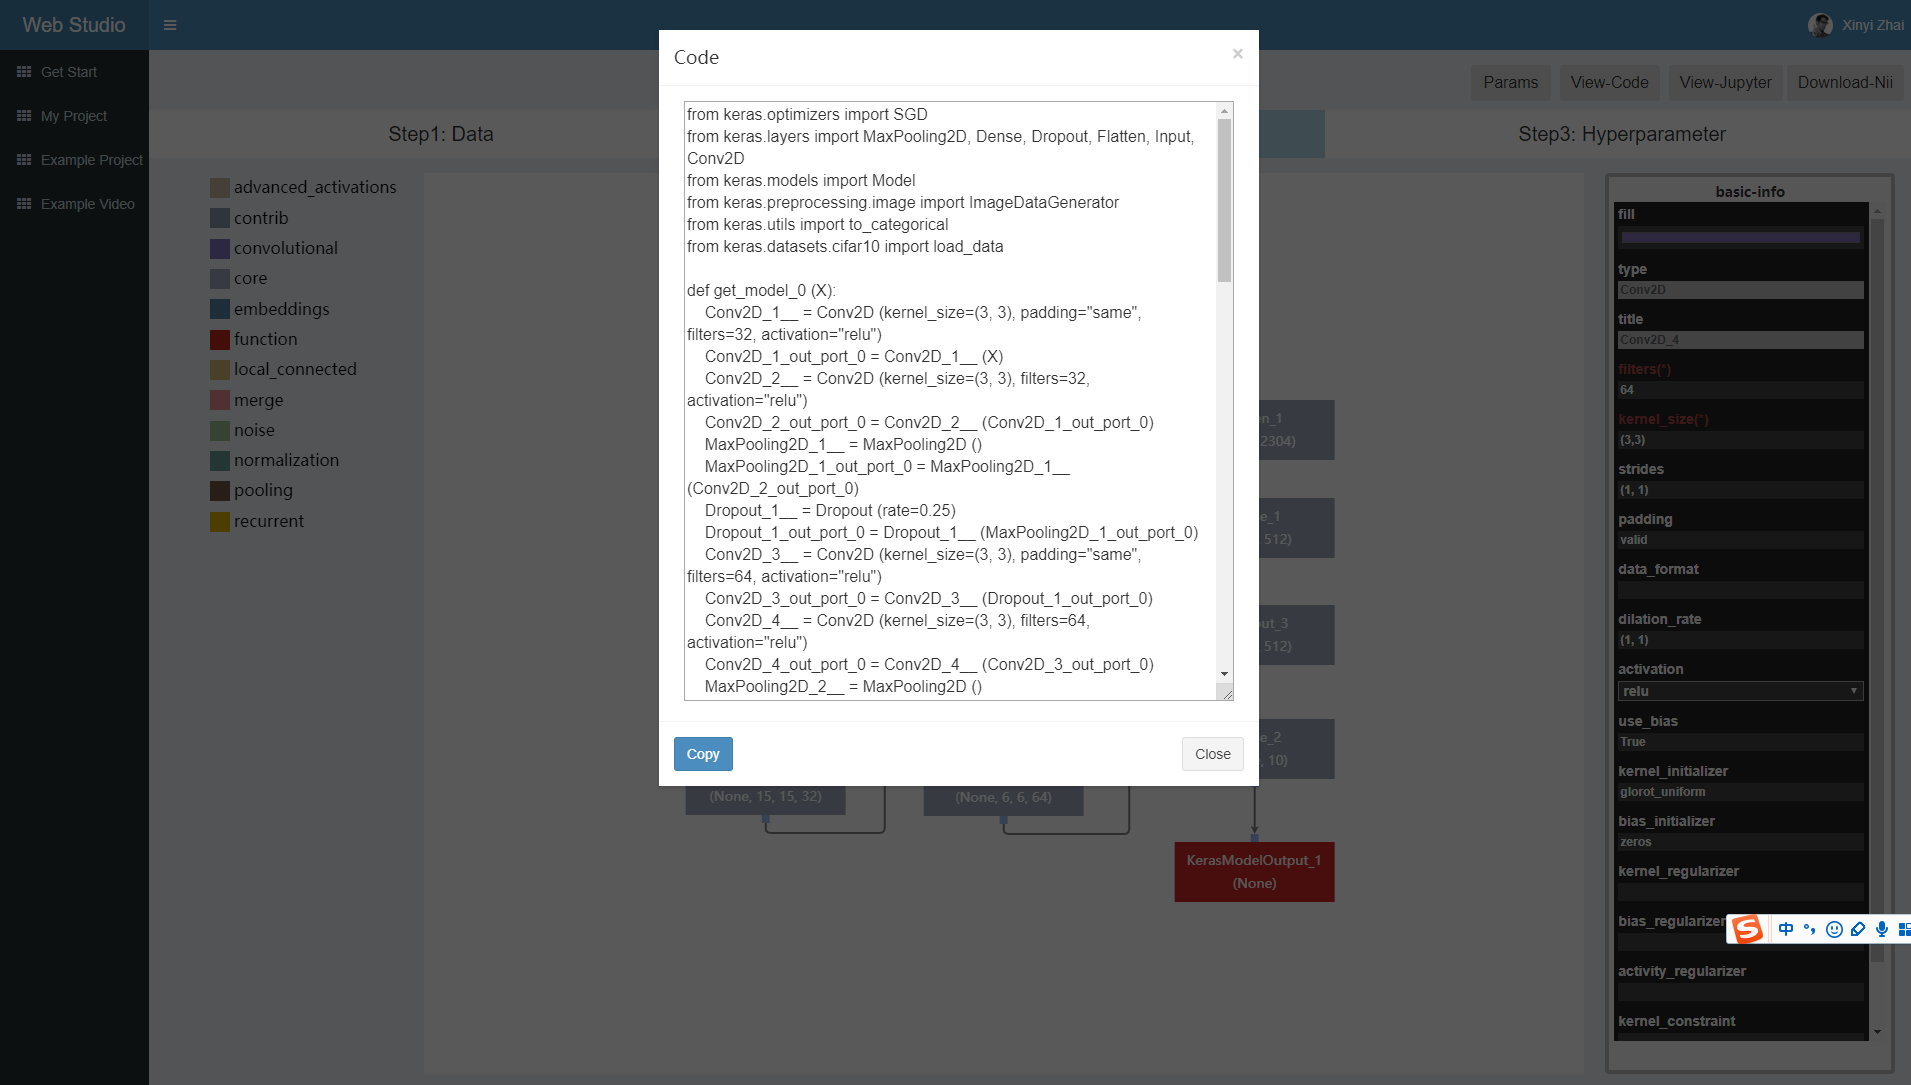 Web Studio
Xinyi Zhai
Get Start
My Project
Example Project
Example Video
Params
View-Code
View-Jupyter
Download-Nii
Step1: Data
Step3: Hyperparameter
advanced_activations
contrib
convolutional
core
embeddings
function
local_connected
merge
noise
normalization
pooling
recurrent
Code
×
from keras.optimizers import SGD
from keras.layers import MaxPooling2D, Dense, Dropout, Flatten, Input,
Conv2D
from keras.models import Model
from keras.preprocessing.image import ImageDataGenerator
from keras.utils import to_categorical
from keras.datasets.cifar10 import load_data
def get_model_0 (X):
Conv2D_1__ = Conv2D (kernel_size=(3, 3), padding="same",
filters=32, activation="relu")
Conv2D_1_out_port_0 = Conv2D_1__ (X)
Conv2D_2__ = Conv2D (kernel_size=(3, 3), filters=32,
activation="relu")
Conv2D_2_out_port_0 = Conv2D_2__ (Conv2D_1_out_port_0)
MaxPooling2D_1__ = MaxPooling2D ()
MaxPooling2D_1_out_port_0 = MaxPooling2D_1__
(Conv2D_2_out_port_0)
Dropout_1__ = Dropout (rate=0.25)
Dropout_1_out_port_0 = Dropout_1__ (MaxPooling2D_1_out_port_0)
Conv2D_3__ = Conv2D (kernel_size=(3, 3), padding="same",
filters=64, activation="relu")
Conv2D_3_out_port_0 = Conv2D_3__ (Dropout_1_out_port_0)
Conv2D_4__ = Conv2D (kernel_size=(3, 3), filters=64,
activation="relu")
Conv2D_4_out_port_0 = Conv2D_4__ (Conv2D_3_out_port_0)
MaxPooling2D_2__ = MaxPooling2D ()
Copy
Close
n_1
2304)
e_1
512)
out_3
512)
e_2
, 10)
(None, 15, 15, 32)
(None, 6, 6, 64)
KerasModelOutput_1
(None)
basic-info
fill
type
Conv2D
title
Conv2D_4
filters(*)
64
kernel_size(*)
(3,3)
strides
(1, 1)
padding
valid
data_format
dilation_rate
(1, 1)
activation
relu
use_bias
True
kernel_initializer
glorot_uniform
bias_initializer
zeros
kernel_regularizer
bias_regularizer
activity_regularizer
kernel_constraint
S 中